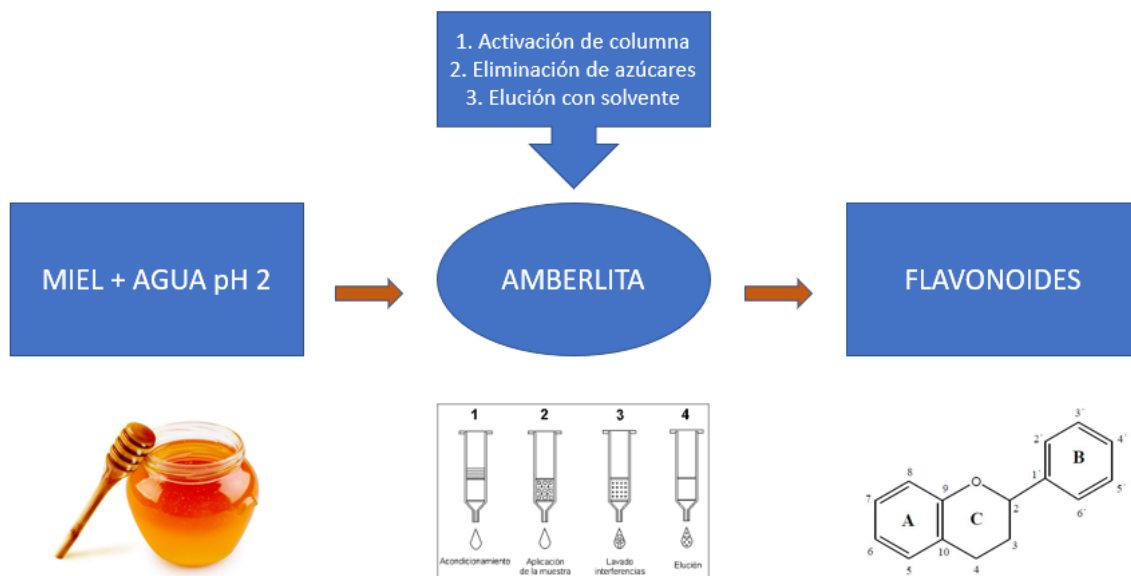 1. Activación de columna
2. Eliminación de azúcares
3. Elución con solvente
MIEL + AGUA pH 2
AMBERLITA
FLAVONOIDES
1 2 3 4
Acondicionamiento
Aplicación
de la muestra
Lavado
interferencias
Elución
3´
2´ 4´
B
1´ 5´
8 6´
9 O
7 2
A C
6 10 3
5 4